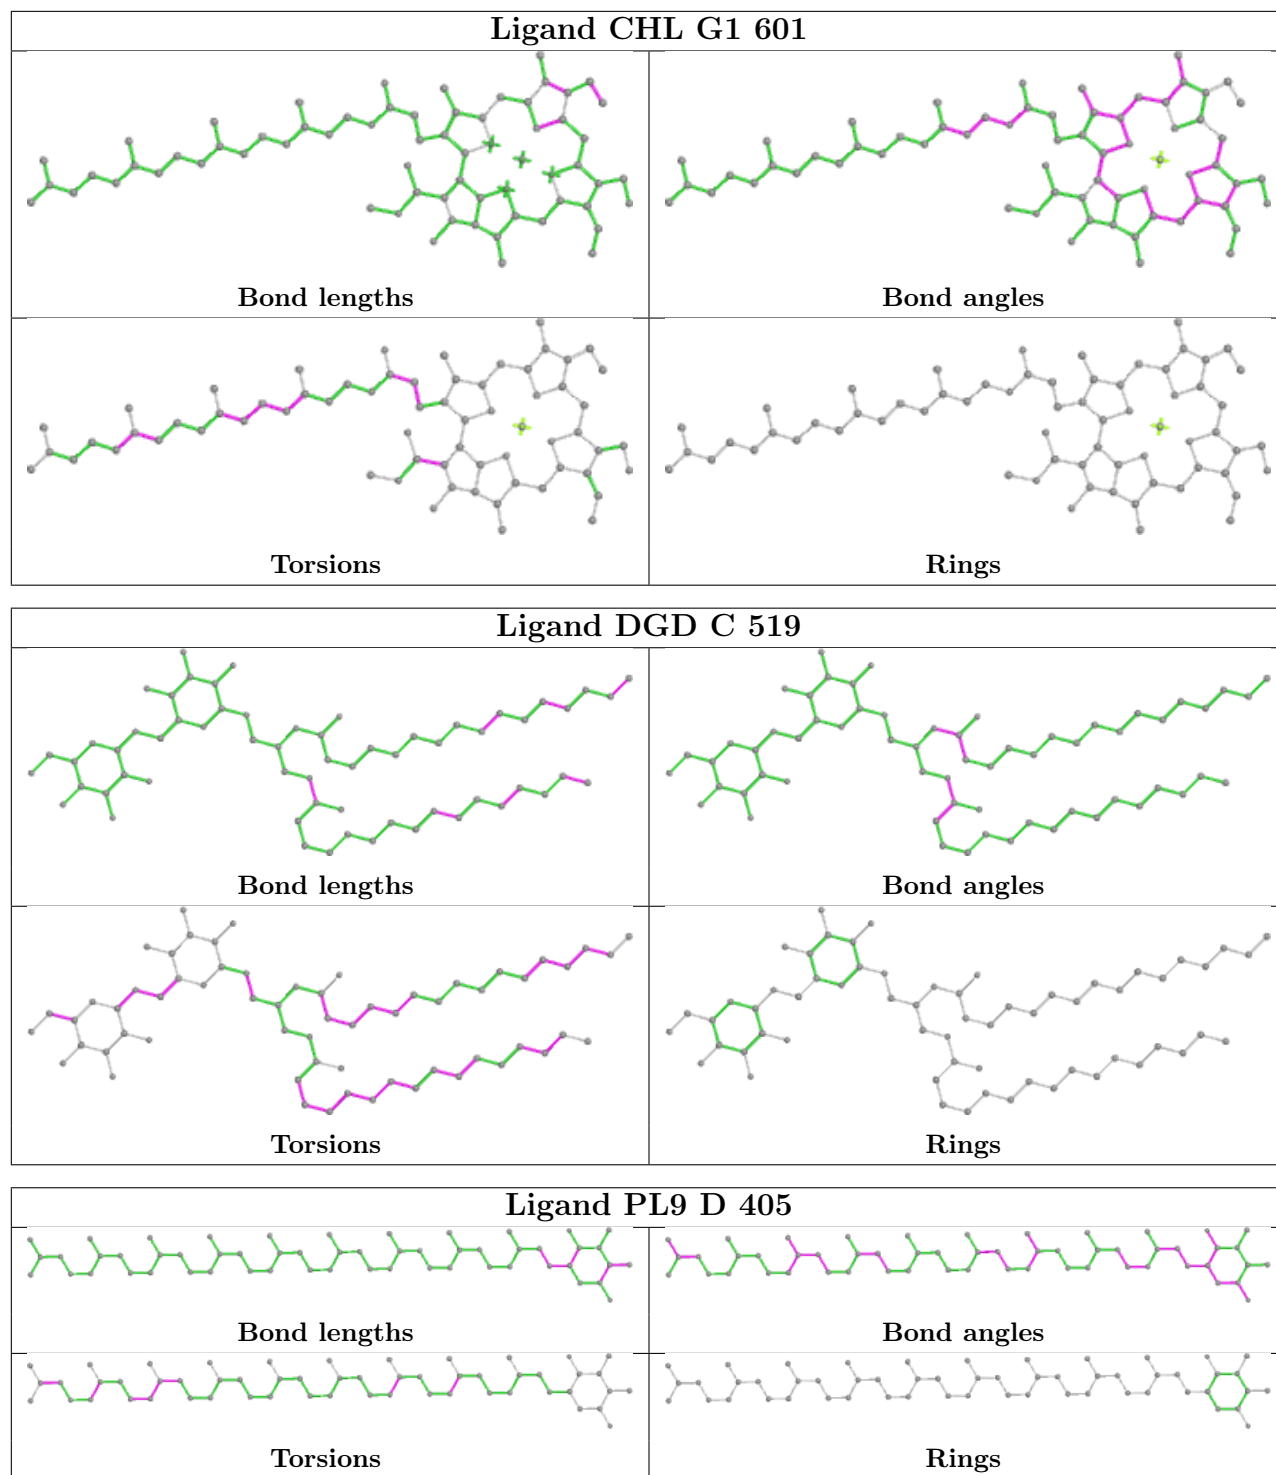 Ligand CHL G1 601
Bond lengths
Bond angles
Torsions
Rings
Ligand DGD C 519
Bond lengths
Bond angles
Torsions
Rings
Ligand PL9 D 405
Bond lengths
Bond angles
Torsions
Rings